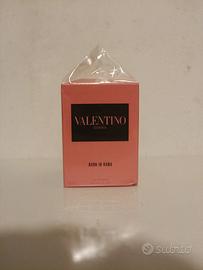 VALENTINO
DONNA
BORN IN ROMA
subito